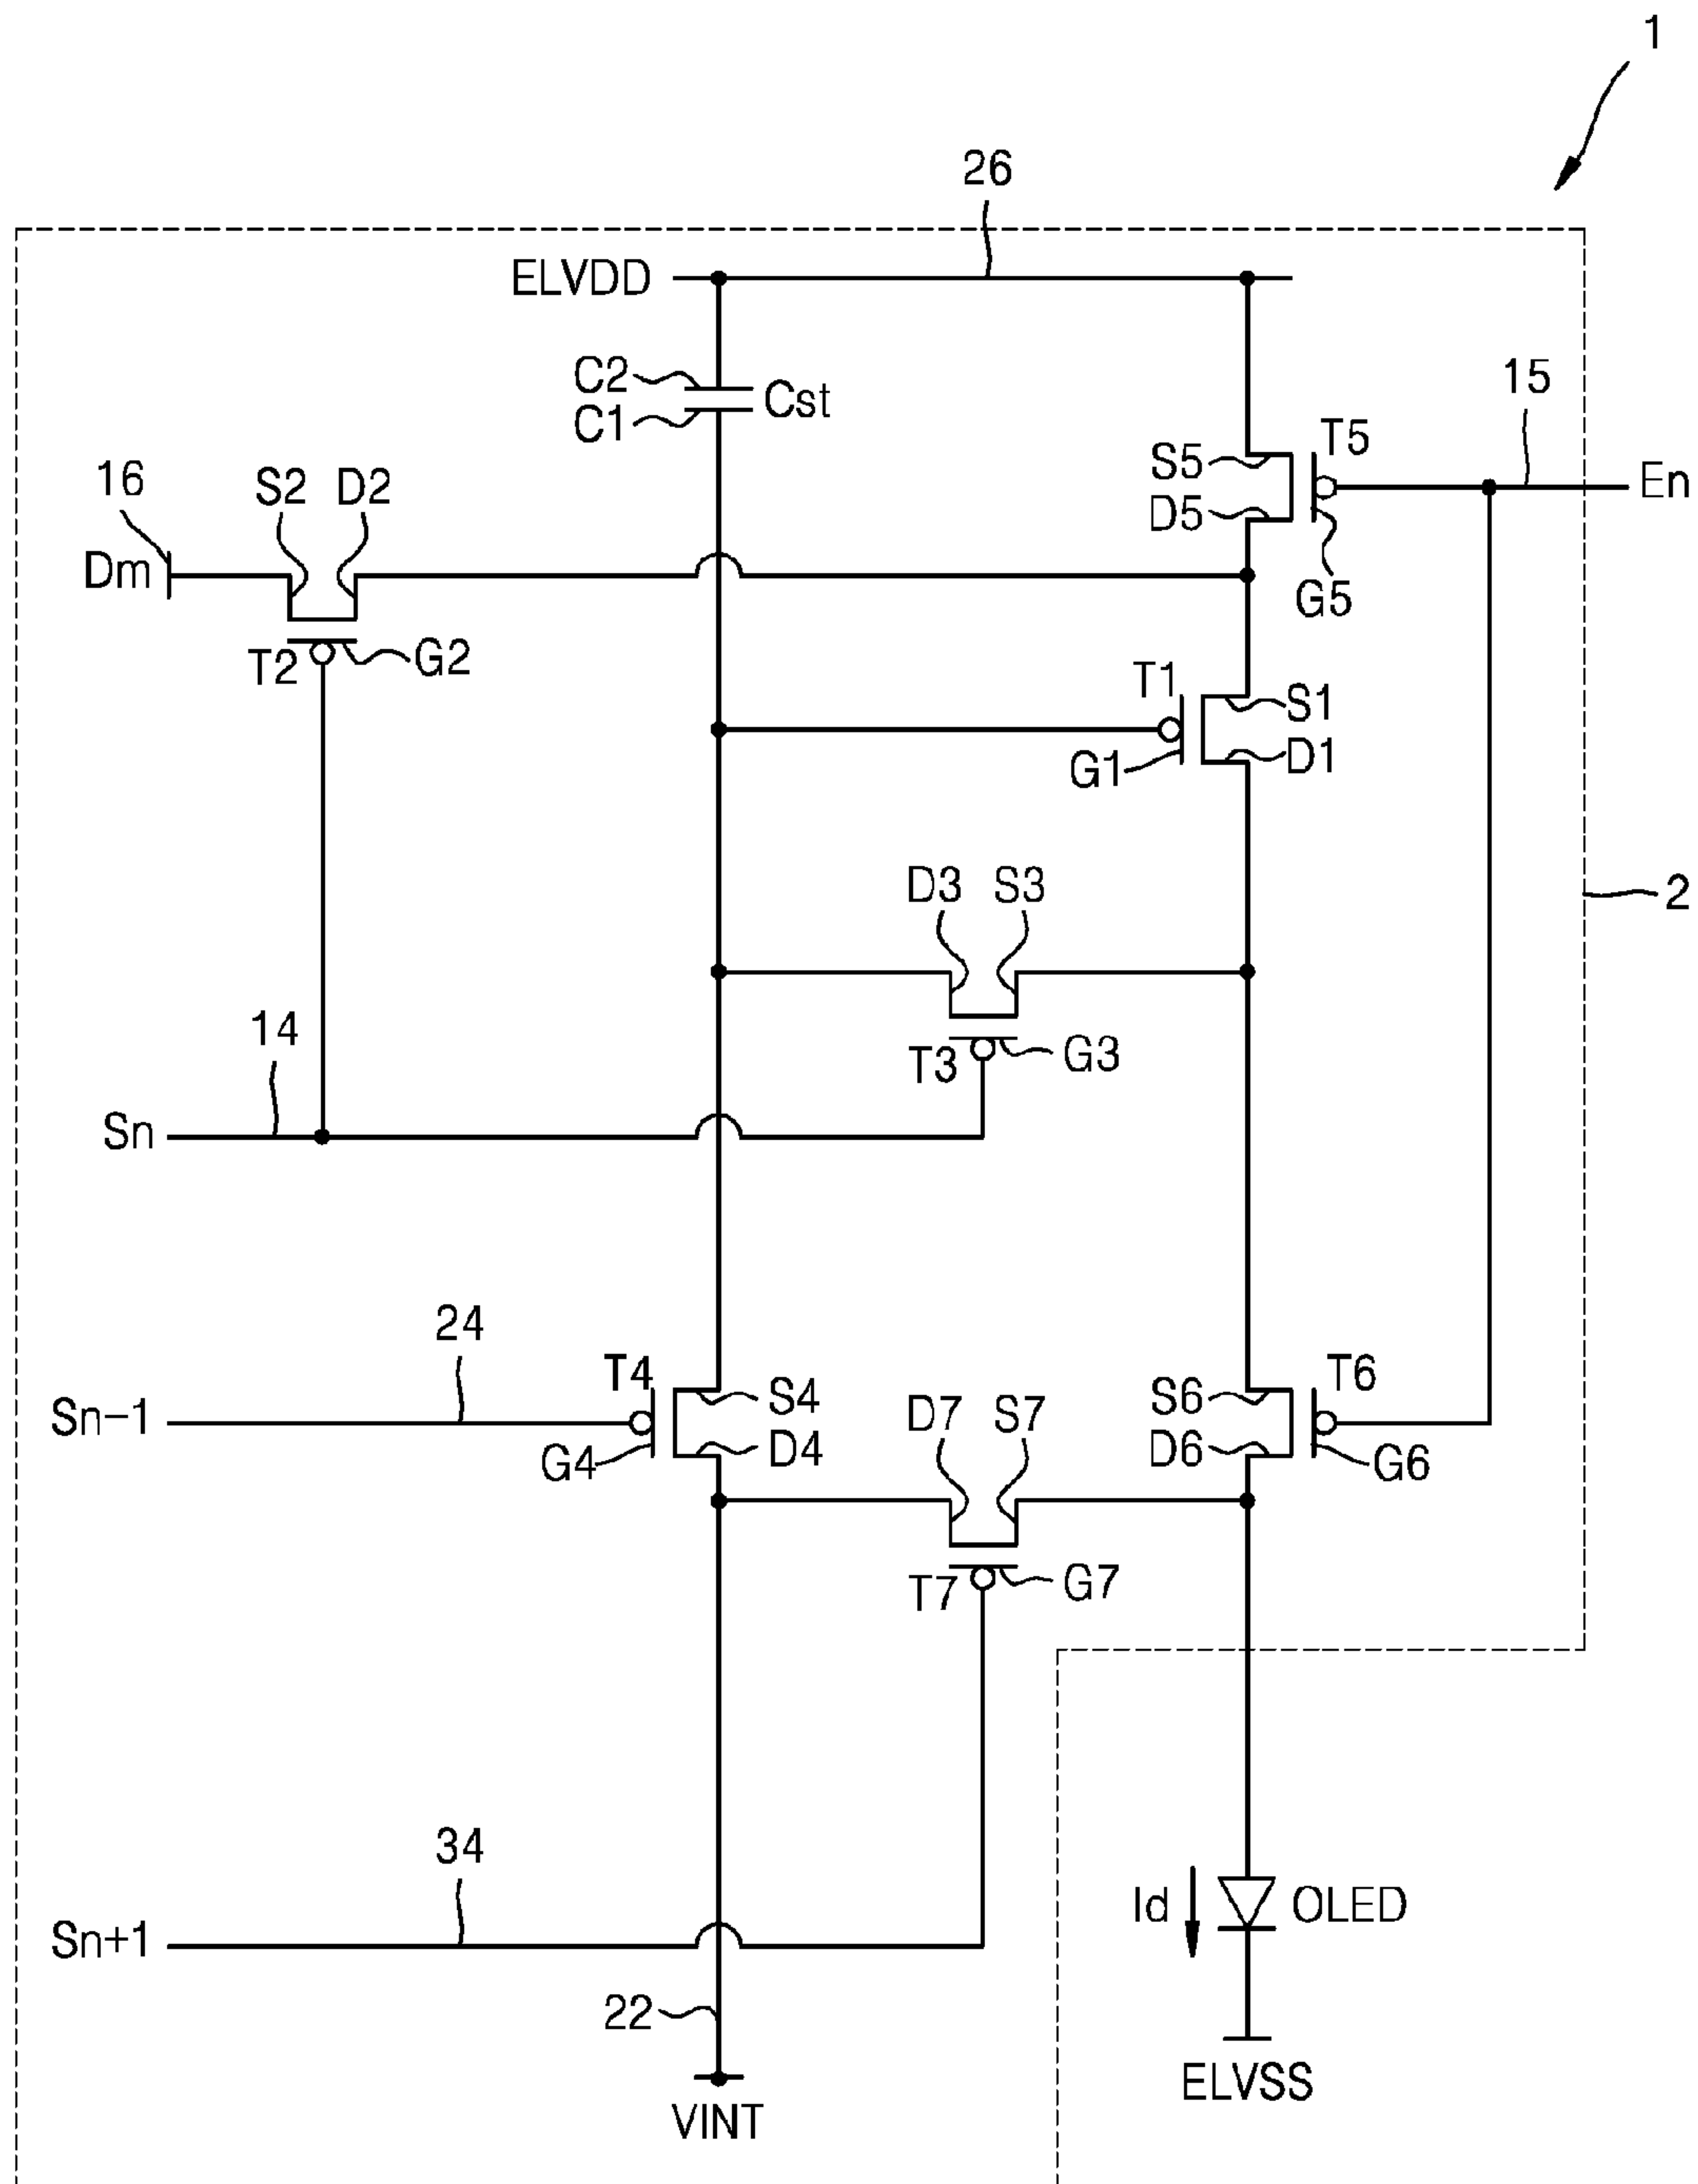 1
26
ELVDD
C2
Cst
C1
15
T5
S5
En
16
S2 D2
D5
Dm
G5
T2
G2
T1
S1
G1
D1
D3 S3
2
14
T3
G3
Sn
24
T4
S4
D7 S7
S6
T6
Sn-1
G4
D4
D6
G6
T7
G7
34
Id
OLED
Sn+1
22
ELVSS
VINT